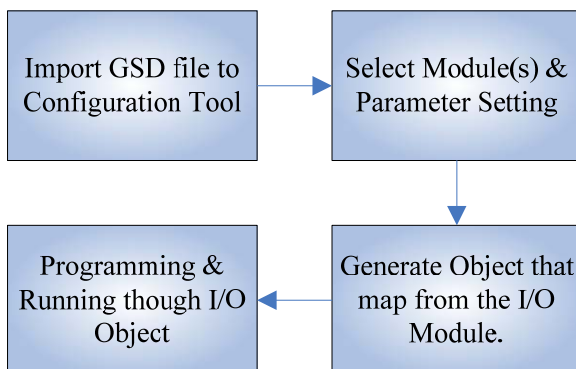 Import GSD file to
Configuration Tool
Select Module(s) &
Parameter Setting
Generate Object that
map from the I/O
Module.
Programming &
Running though I/O
Object